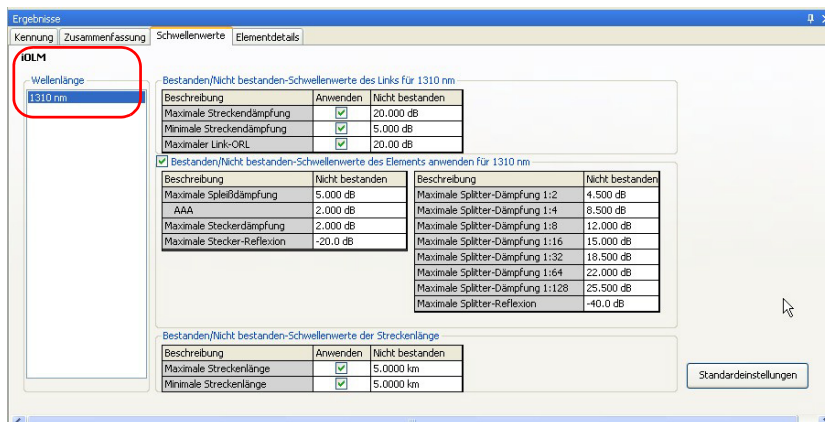 Ergebnisse
Kennung Zusammenfassung Schwellenwerte Elementdetails
iOLM
Wellenlänge
1310 nm
Bestanden/Nicht bestanden-Schwellenwerte des Links für 1310 nm
Beschreibung Anwenden Nicht bestanden
Maximale Streckendämpfung 20.000 dB
Minimale Streckendämpfung 5.000 dB
Maximaler Link-ORL 20.00 dB
Bestanden/Nicht bestanden-Schwellenwerte des Elements anwenden für 1310 nm
Beschreibung Nicht bestanden
Maximale Spleißdämpfung 5.000 dB
AAA 2.000 dB
Maximale Steckerdämpfung 2.000 dB
Maximale Stecker-Reflexion -20.0 dB
Beschreibung Nicht bestanden
Maximale Splitter-Dämpfung 1:2 4.500 dB
Maximale Splitter-Dämpfung 1:4 8.500 dB
Maximale Splitter-Dämpfung 1:8 12.000 dB
Maximale Splitter-Dämpfung 1:16 15.000 dB
Maximale Splitter-Dämpfung 1:32 18.500 dB
Maximale Splitter-Dämpfung 1:64 22.000 dB
Maximale Splitter-Dämpfung 1:128 25.500 dB
Maximale Splitter-Reflexion -40.0 dB
Bestanden/Nicht bestanden-Schwellenwerte der Streckenlänge
Beschreibung Anwenden Nicht bestanden
Maximale Streckenlänge 5.0000 km
Minimale Streckenlänge 5.0000 km
Standardeinstellungen